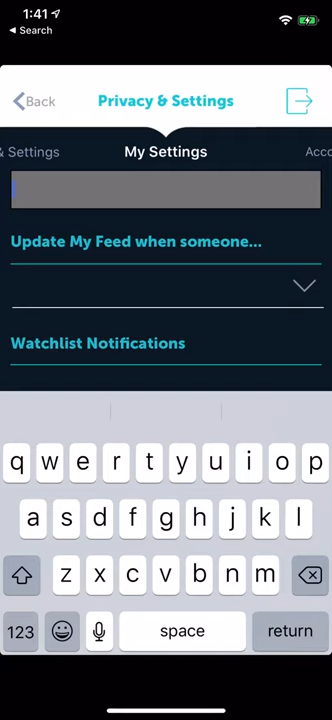 1:41
Search
Back
Privacy & Settings
& Settings
My Settings
Acco
Update My Feed when someone...
Watchlist Notifications
q w e r t y u i o p
a s d f g h j k l
z x c v b n m
123
space
return